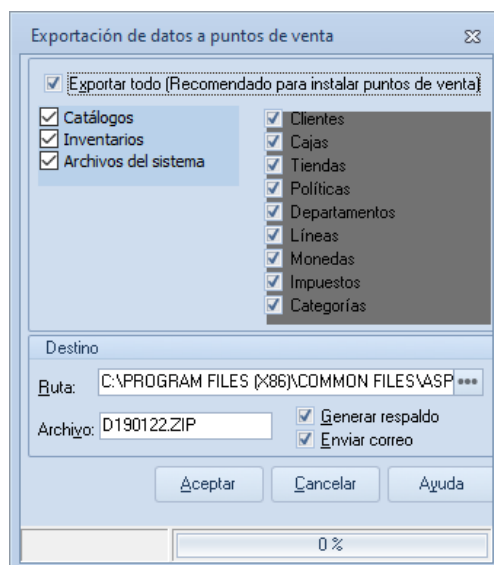 Exportación de datos a puntos de venta
Exportar todo (Recomendado para instalar puntos de venta)
Catálogos
Inventarios
Archivos del sistema
Clientes
Cajas
Tiendas
Políticas
Departamentos
Líneas
Monedas
Impuestos
Categorías
Destino
Ruta: C:\PROGRAM FILES (X86)\COMMON FILES\ASP
Archivo: D190122.ZIP
Generar respaldo
Enviar correo
Aceptar Cancelar Ayuda
0 %